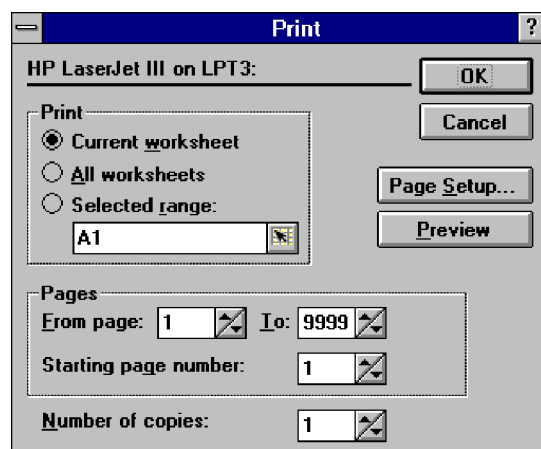 Print ?
HP LaserJet III on LPT3:
OK
Print
Cancel
Current worksheet
All worksheets
Page Setup...
Selected range:
A1
Preview
Pages
From page: 1 To: 9999
Starting page number: 1
Number of copies: 1